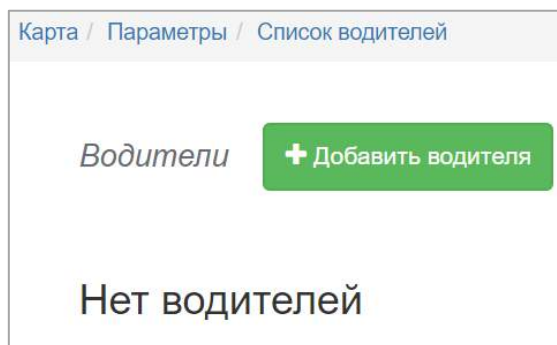 Карта / Параметры / Список водителей
Водители + Добавить водителя
Нет водителей